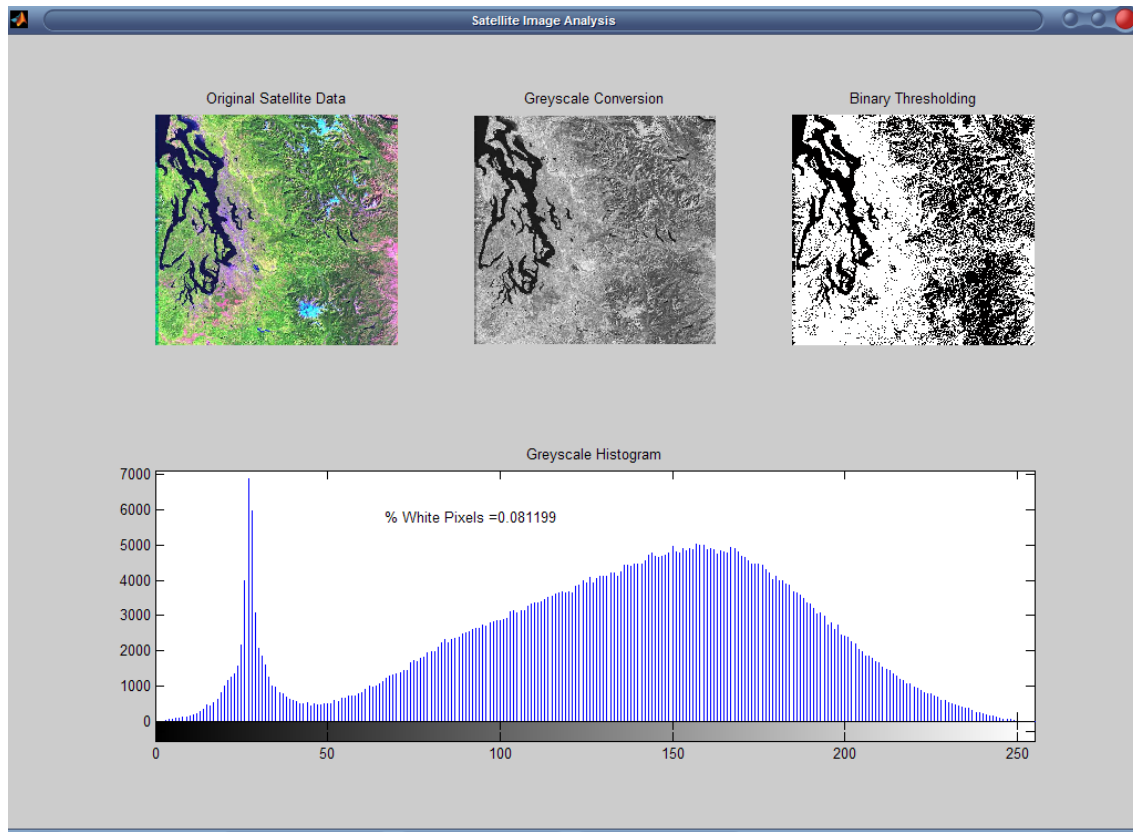 Satellite Image Analysis
Original Satellite Data
Greyscale Conversion
Binary Thresholding
Greyscale Histogram
7000
6000
5000
4000
3000
2000
1000
0
% White Pixels =0.081199
0 50 100 150 200 250